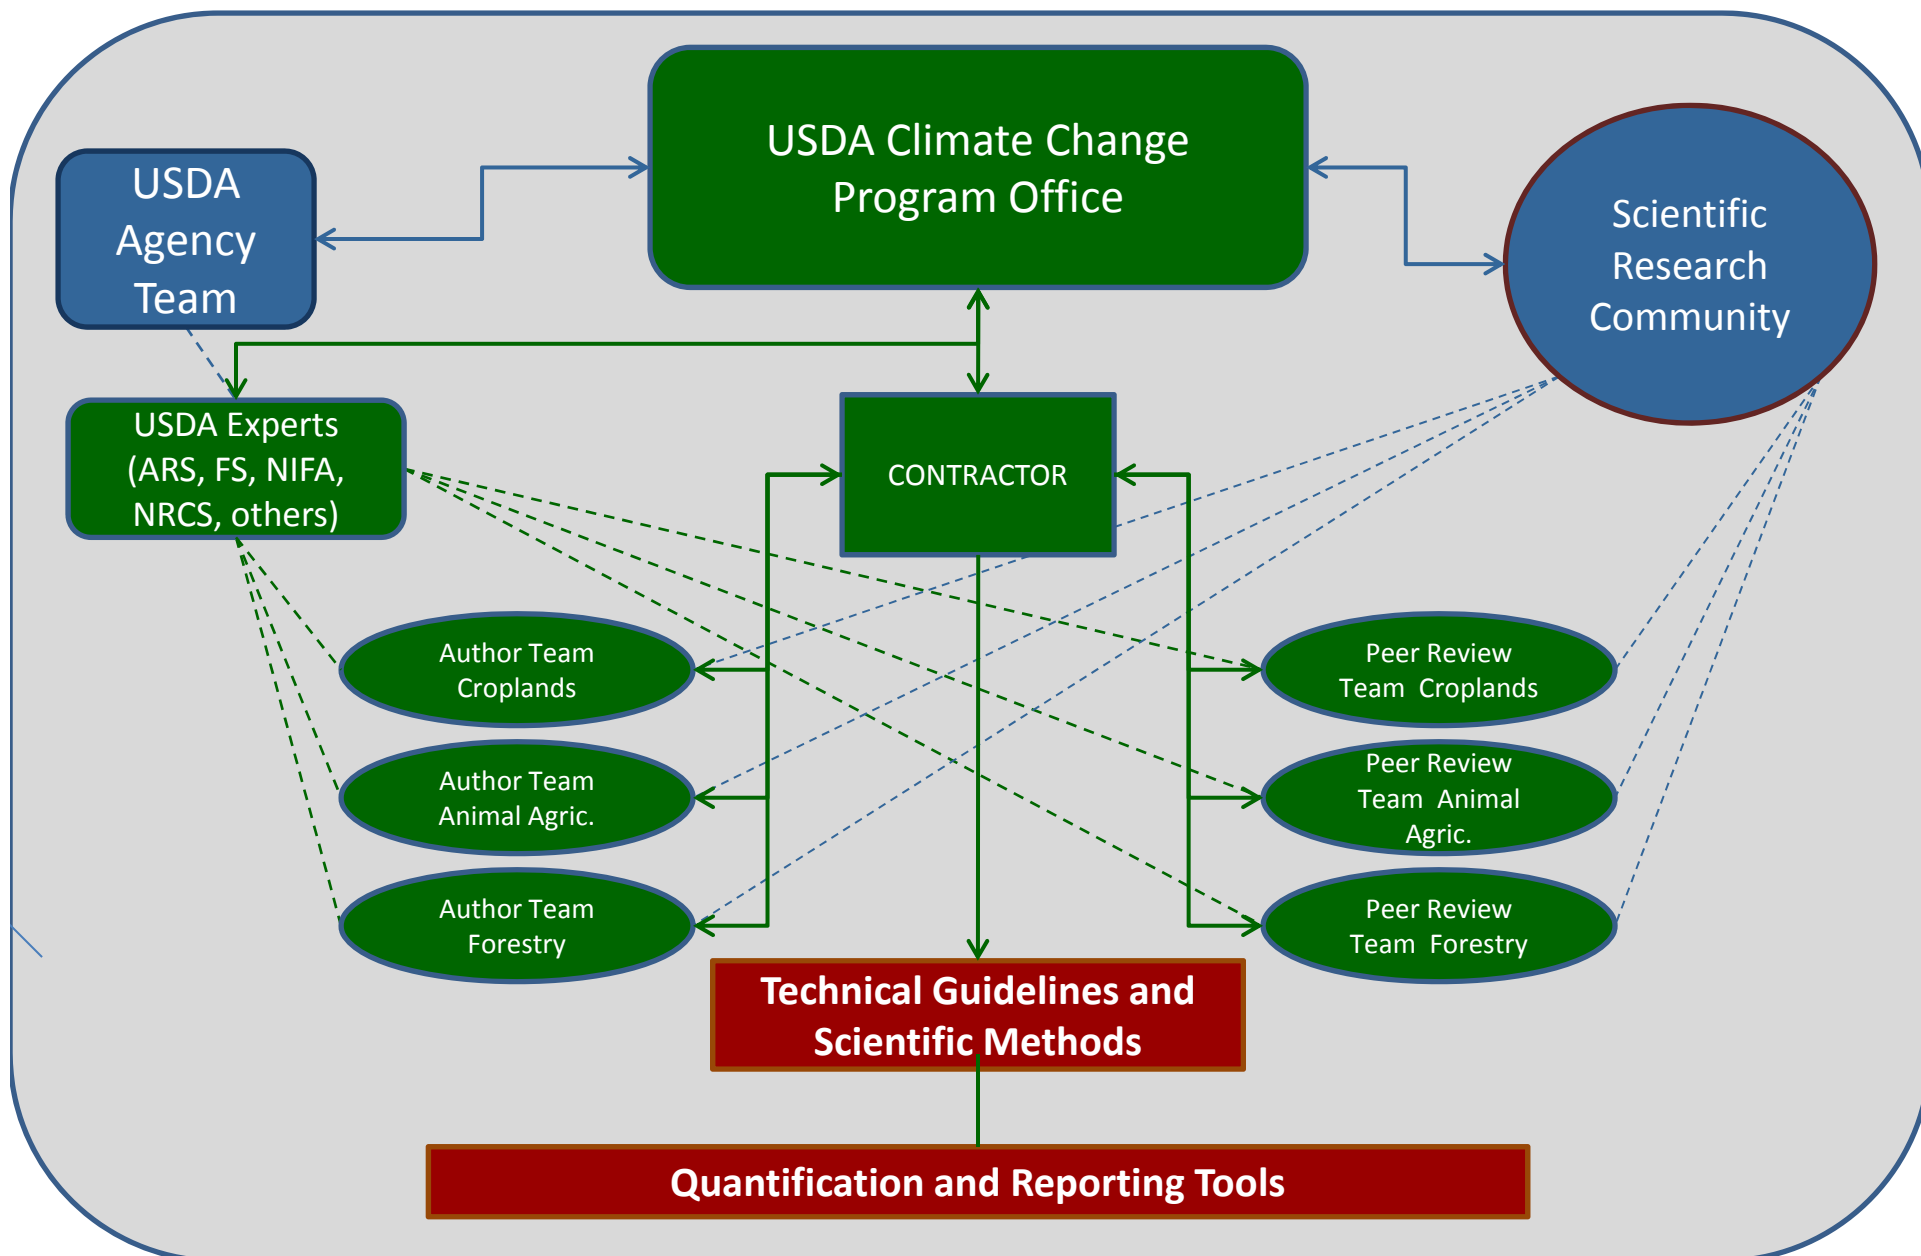 USDA Climate Change
Program Office
USDA
Agency
Team
Scientific
Research
Community
USDA Experts
(ARS, FS, NIFA,
NRCS, others)
CONTRACTOR
Author Team
Croplands
Peer Review
Team  Croplands
Author Team
Animal Agric.
Peer Review
Team  Animal
Agric.
Author Team
Forestry
Peer Review
Team  Forestry
Technical Guidelines and
Scientific Methods
Quantification and Reporting Tools